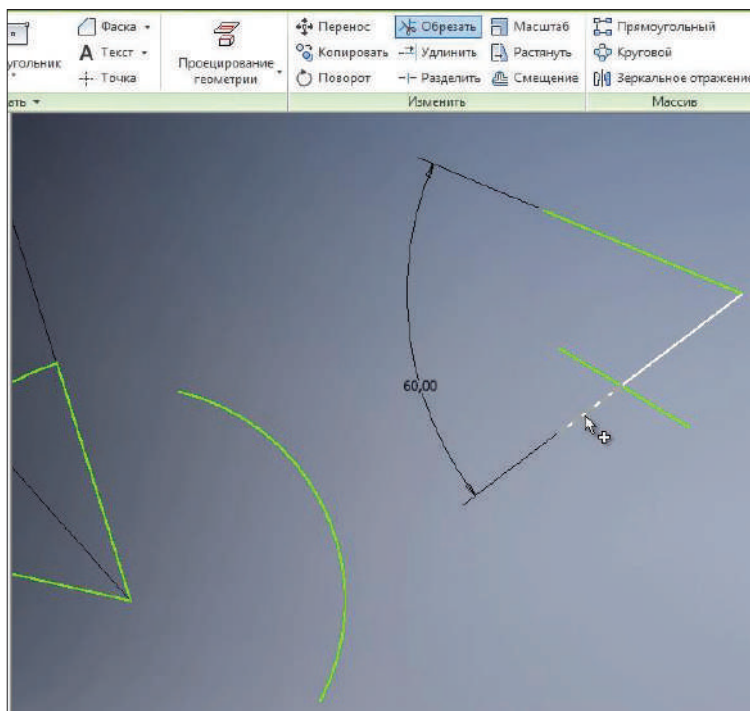 Фаска
Перенос
Обрезать
Масштаб
Прямоугольный
угольник
А Текст
Проецирование
геометрии
Копировать
Удлинить
Растянуть
Круговой
Точка
Поворот
Разделить
Смещение
Зеркальное отражение
ать
Изменить
Массив
60,00